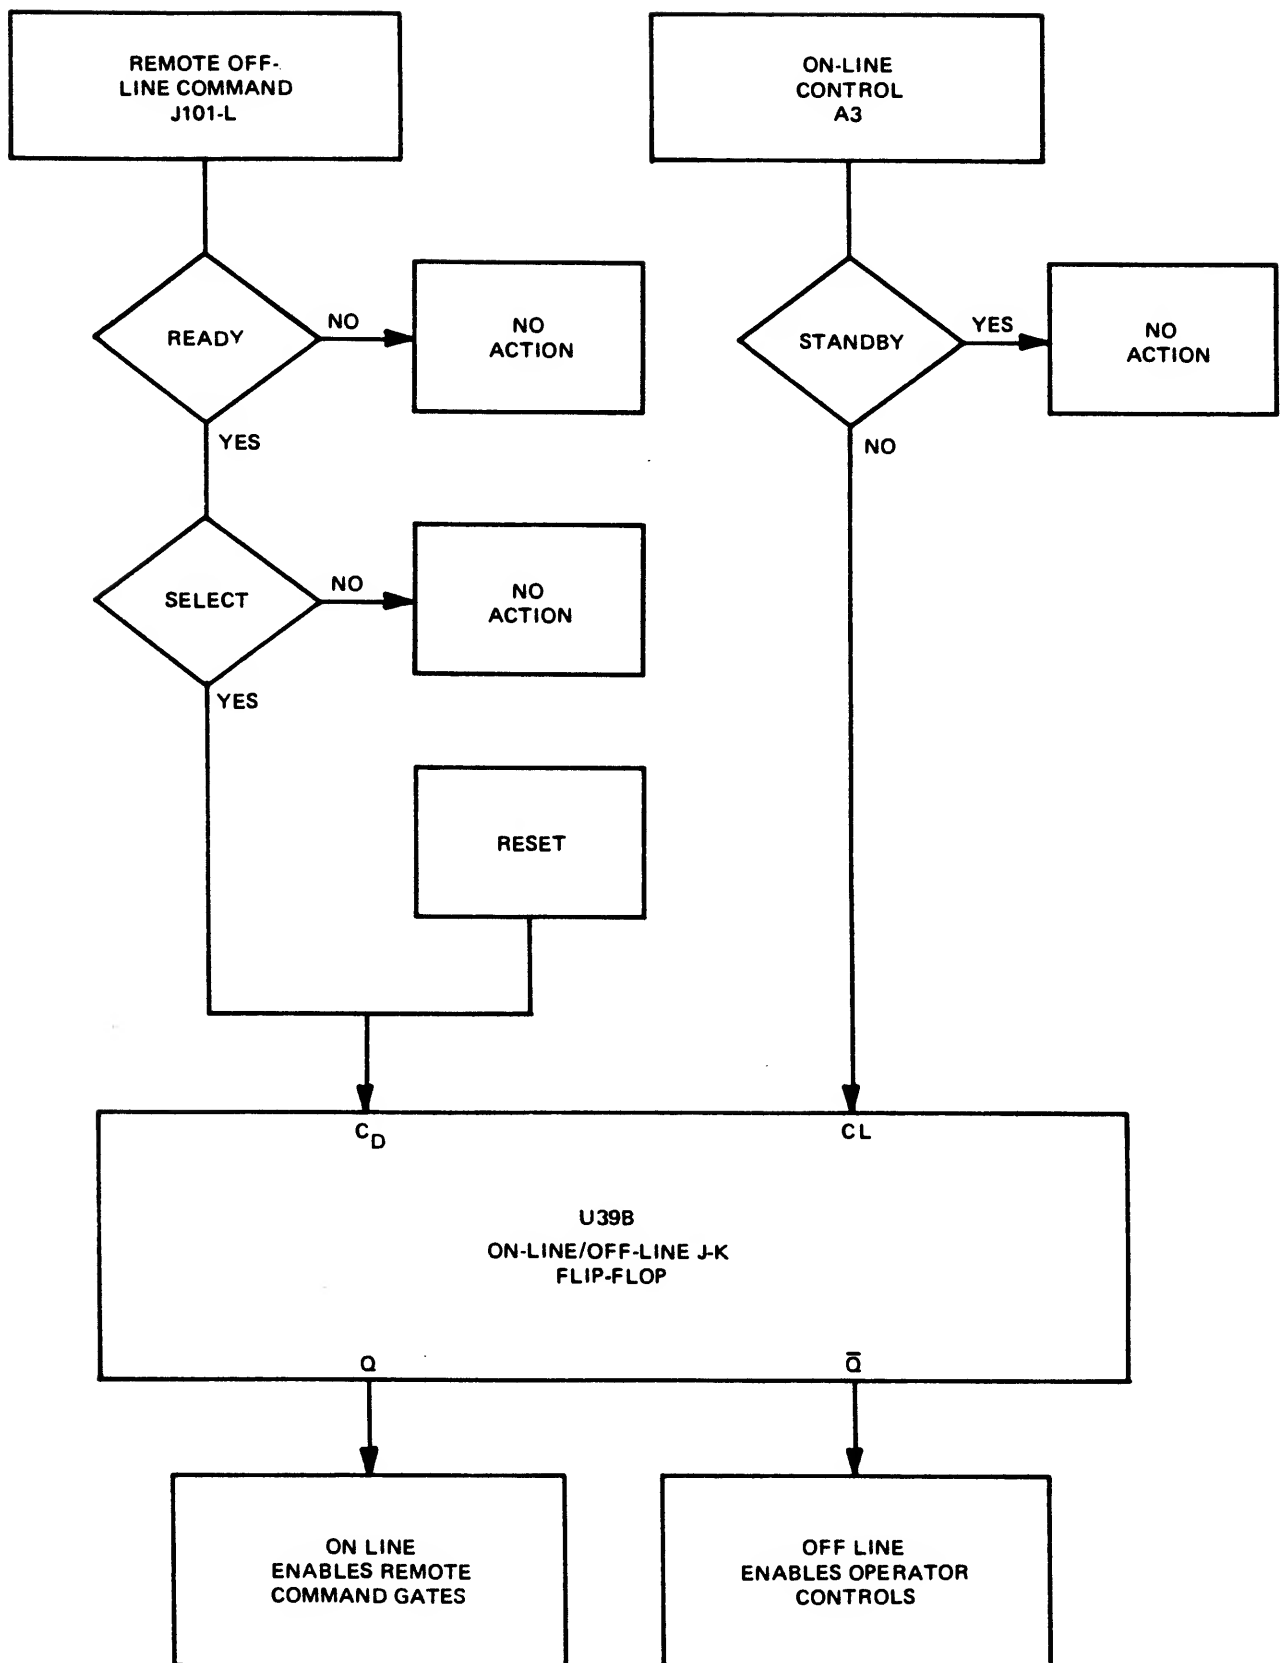 REMOTE OFF-
LINE COMMAND
J101-L
ON-LINE
CONTROL
A3
READY
NO
NO
ACTION
YES
STANDBY
YES
NO
ACTION
NO
SELECT
NO
NO
ACTION
YES
RESET
CD
CL
U39B
ON-LINE/OFF-LINE J-K
FLIP-FLOP
Q
Q̅
ON LINE
ENABLES REMOTE
COMMAND GATES
OFF LINE
ENABLES OPERATOR
CONTROLS